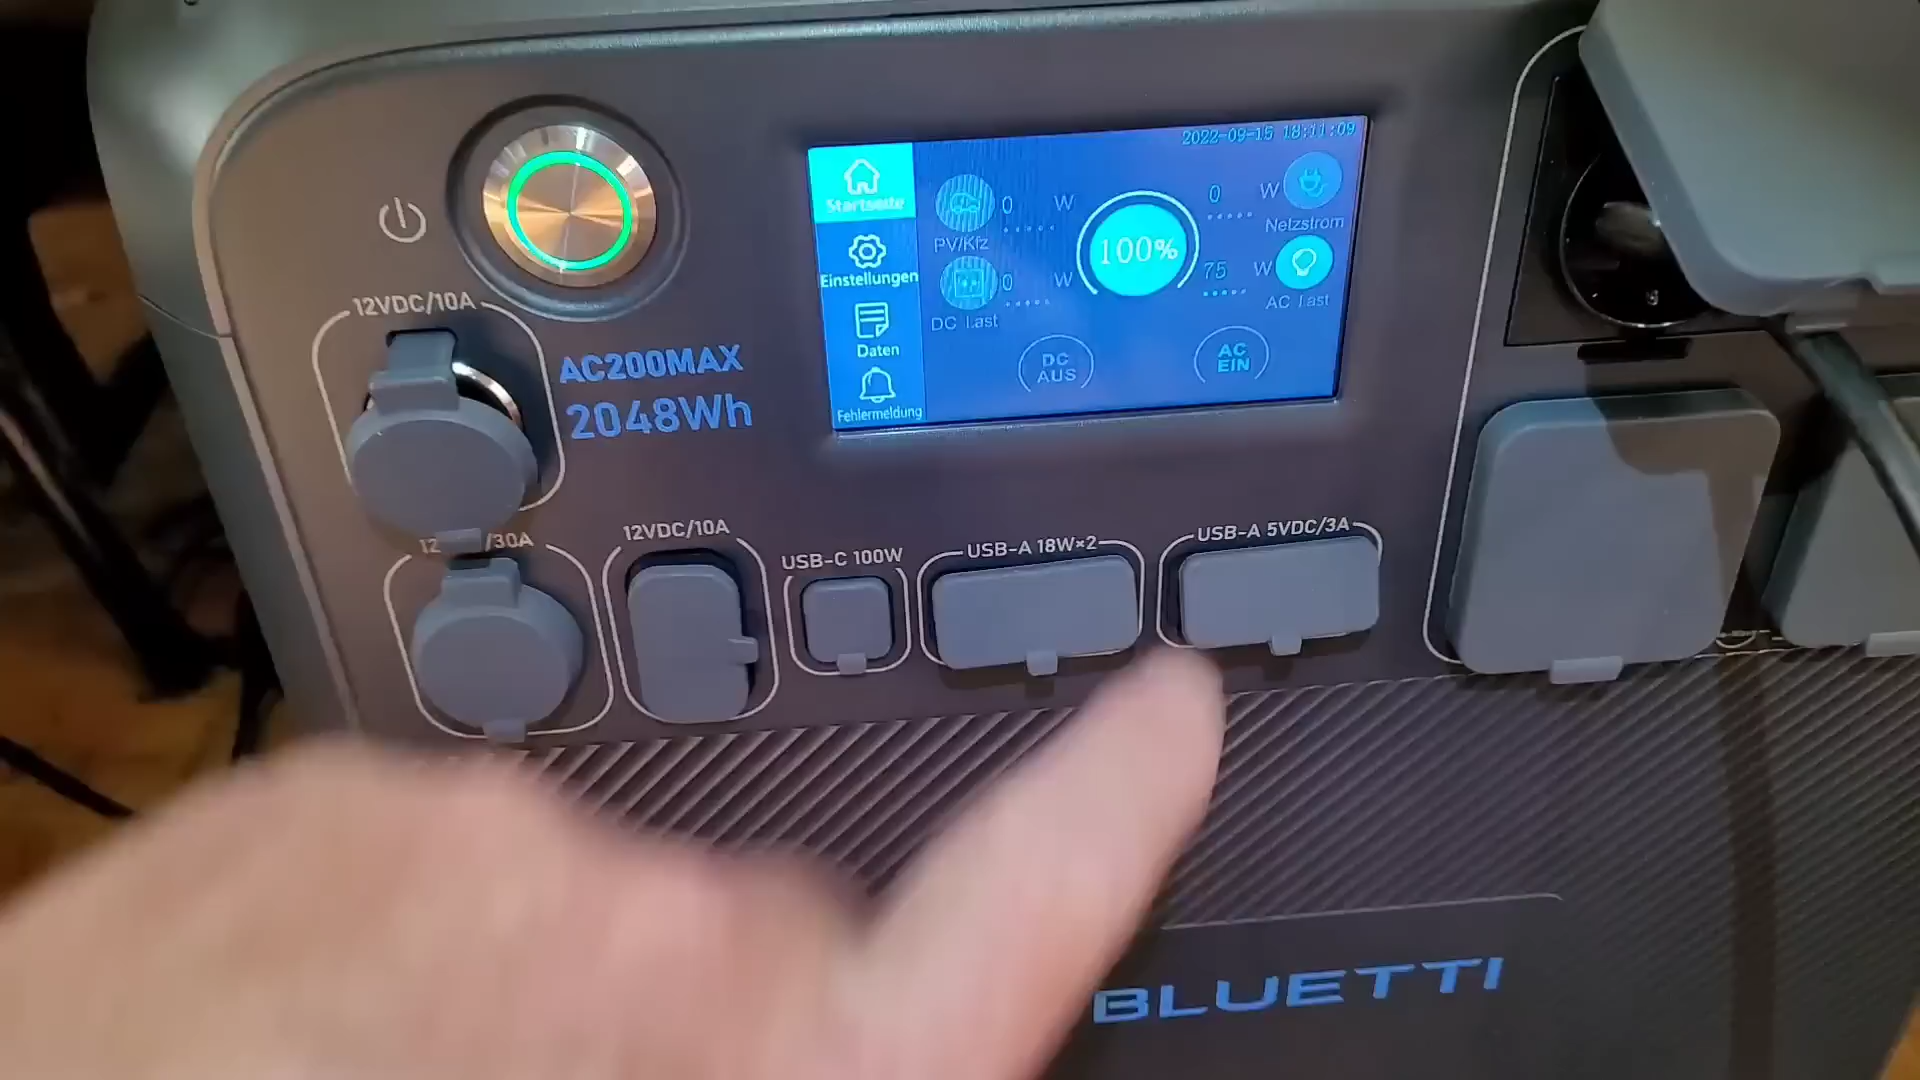 2022-09-15 18:11:09
Startseite
0 W
0 W
PV/Kfz
Netzstrom
100%
Einstellungen
0 W
75 W
DC Last
AC Last
Daten
DC
AUS
AC
EIN
Fehlermeldung
12VDC/10A
AC200MAX
2048Wh
/30A
12VDC/10A
USB-C 100W
USB-A 18W×2
USB-A 5VDC/3A
BLUETTI